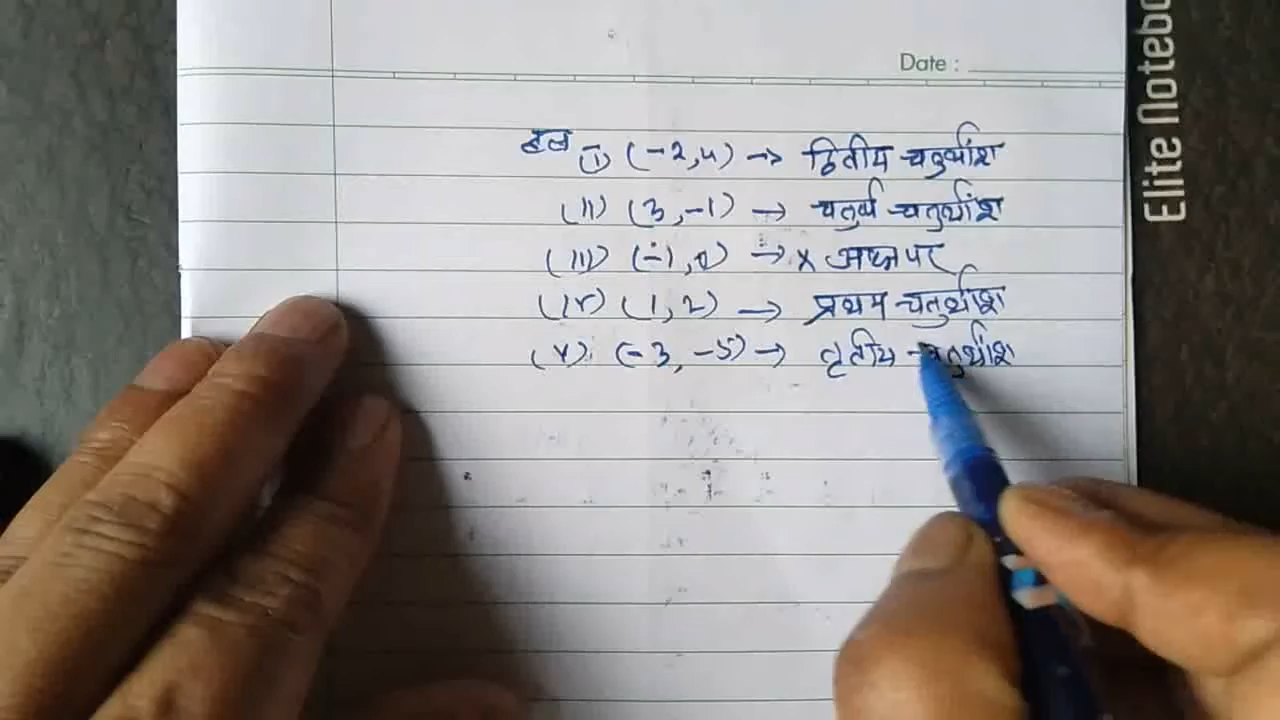 Date :
हल (i) (-2,4) → द्वितीय चतुर्थांश
(ii) (3,-1) → चतुर्थ चतुर्थांश
(iii) (-1,0) → x अक्ष पर
(iv) (1,2) → प्रथम चतुर्थांश
(v) (-3,-5) → तृतीय चतुर्थांश
Elite Notebo